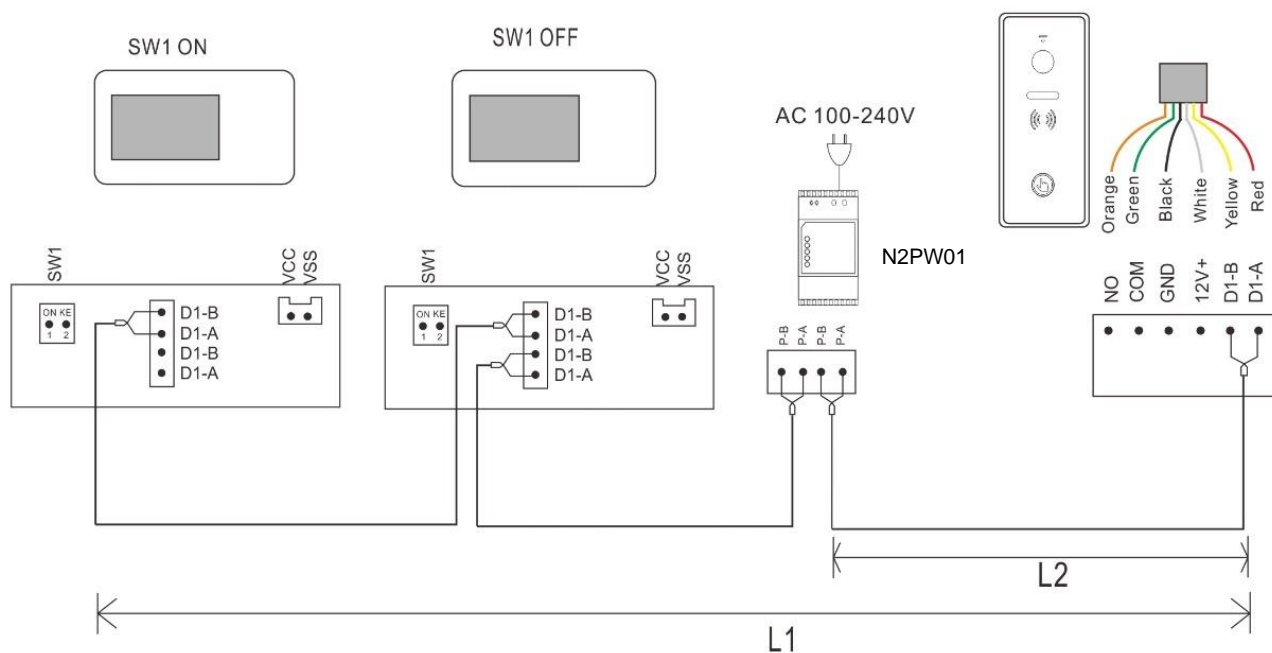 SW1 ON
SW1 OFF
AC 100-240V
N2PW01
Orange
Green
Black
White
Yellow
Red
SW1
VCC
VSS
ON KE
1 2
D1-B
D1-A
D1-B
D1-A
SW1
VCC
VSS
ON KE
1 2
D1-B
D1-A
D1-B
D1-A
P-B
P-A
P-B
P-A
NO
COM
GND
12V+
D1-B
D1-A
L2
L1